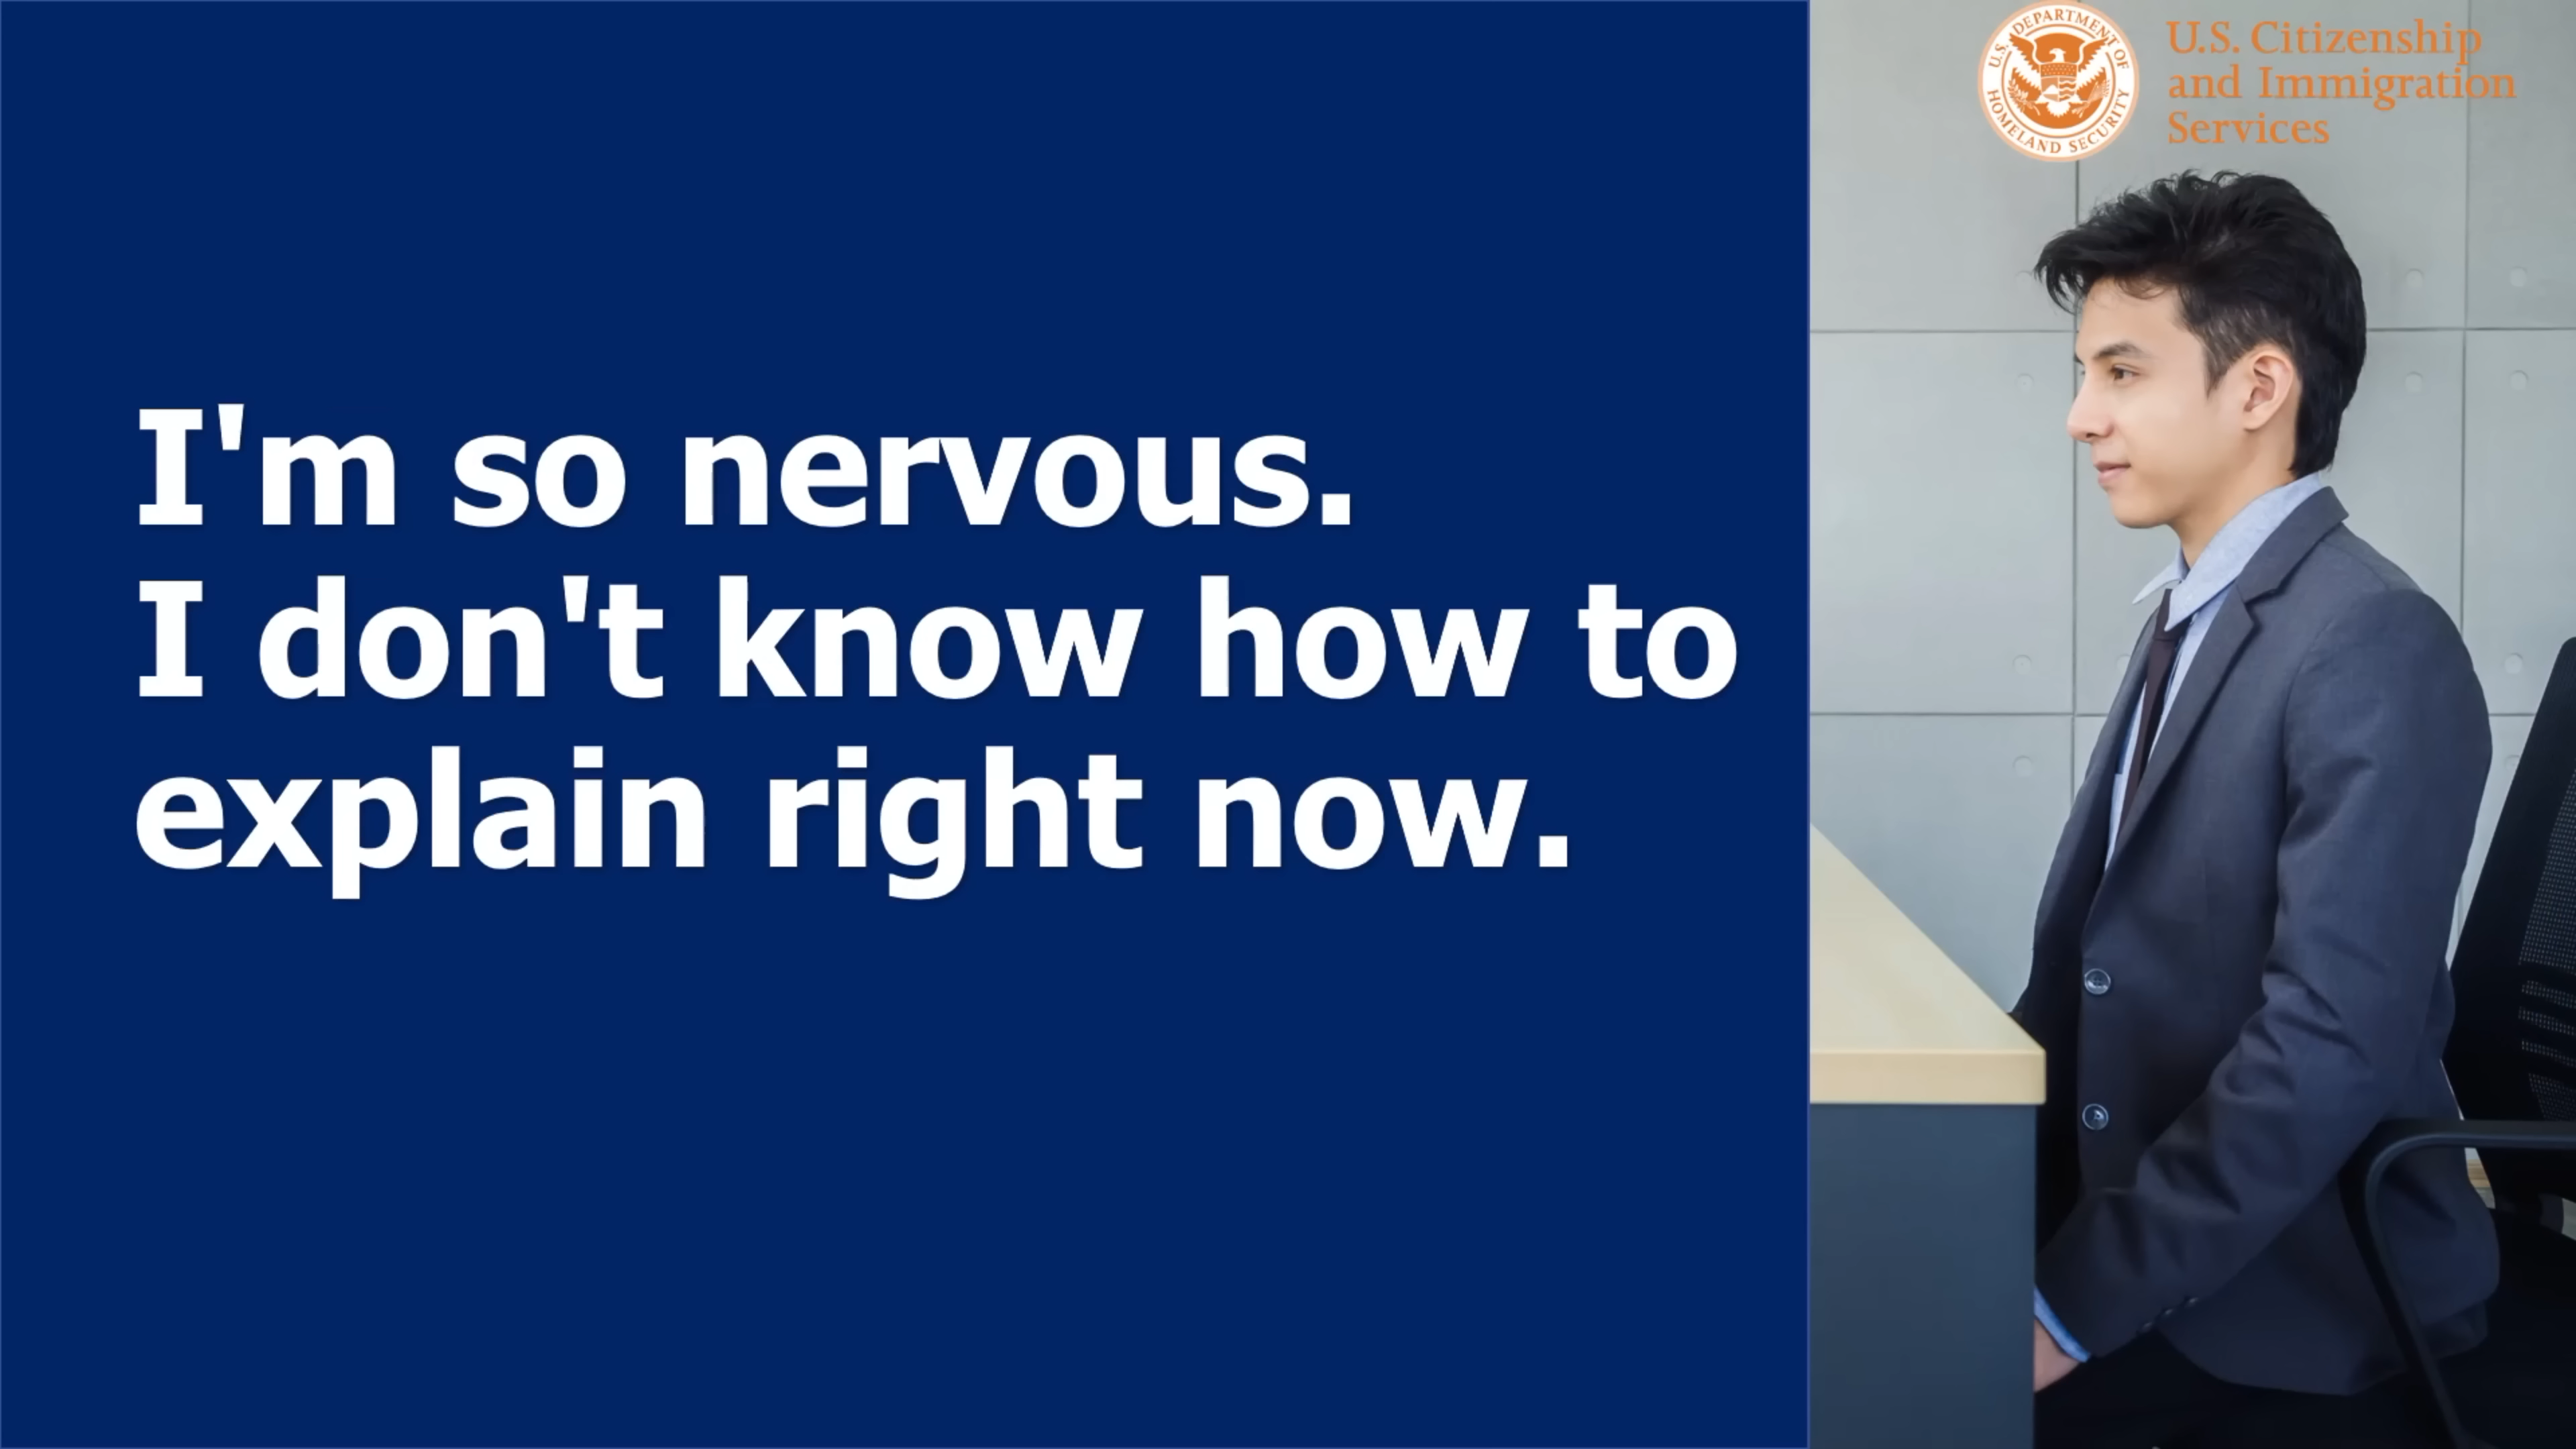 I'm so nervous.
I don't know how to
explain right now.
U.S. DEPARTMENT OF HOMELAND SECURITY
U.S. Citizenship
and Immigration
Services